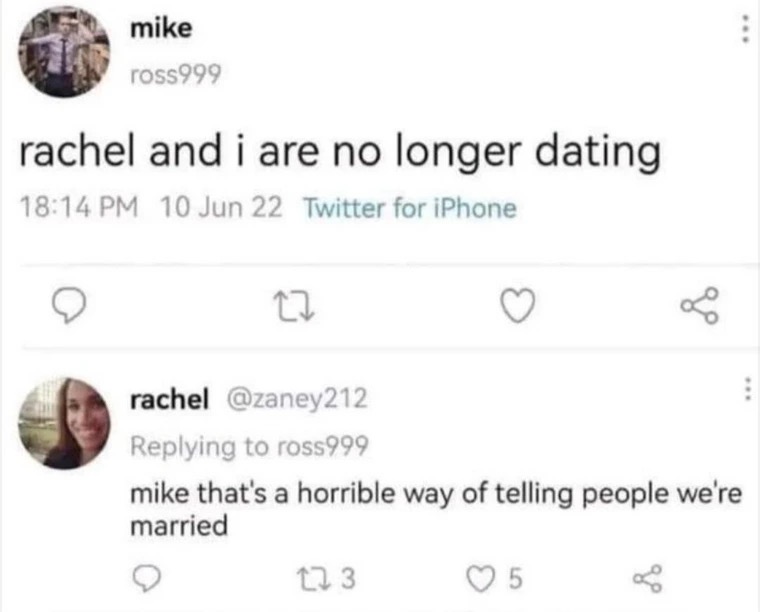 mike
ross999
rachel and i are no longer dating
18:14 PM 10 Jun 22 Twitter for iPhone
rachel @zaney212
Replying to ross999
mike that's a horrible way of telling people we're
married
3 5